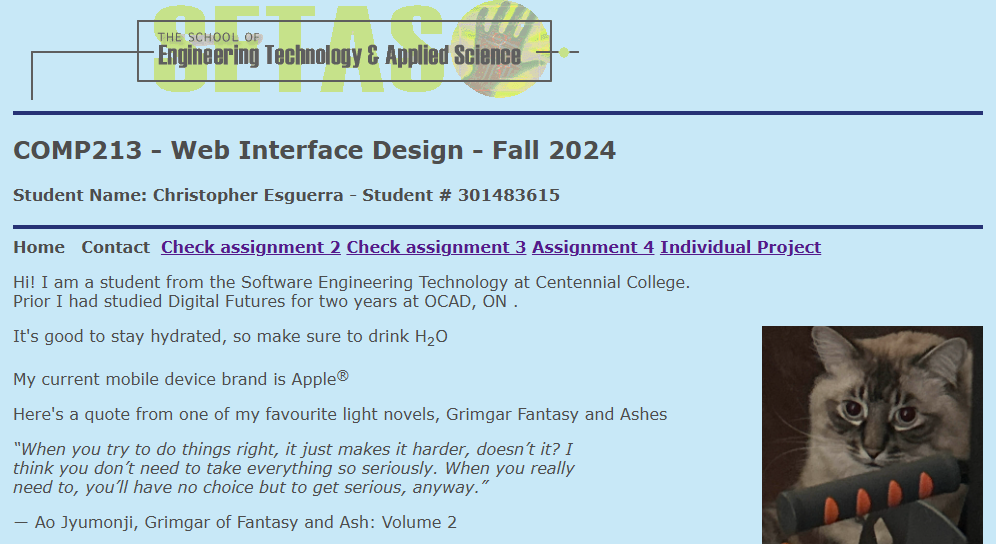 SETAS
THE SCHOOL OF
Engineering Technology & Applied Science
COMP213 - Web Interface Design - Fall 2024
Student Name: Christopher Esguerra - Student # 301483615
Home Contact Check assignment 2 Check assignment 3 Assignment 4 Individual Project
Hi! I am a student from the Software Engineering Technology at Centennial College.
Prior I had studied Digital Futures for two years at OCAD, ON .
It's good to stay hydrated, so make sure to drink H₂O
My current mobile device brand is Apple®
Here's a quote from one of my favourite light novels, Grimgar Fantasy and Ashes
“When you try to do things right, it just makes it harder, doesn’t it? I
think you don’t need to take everything so seriously. When you really
need to, you’ll have no choice but to get serious, anyway.”
― Ao Jyumonji, Grimgar of Fantasy and Ash: Volume 2